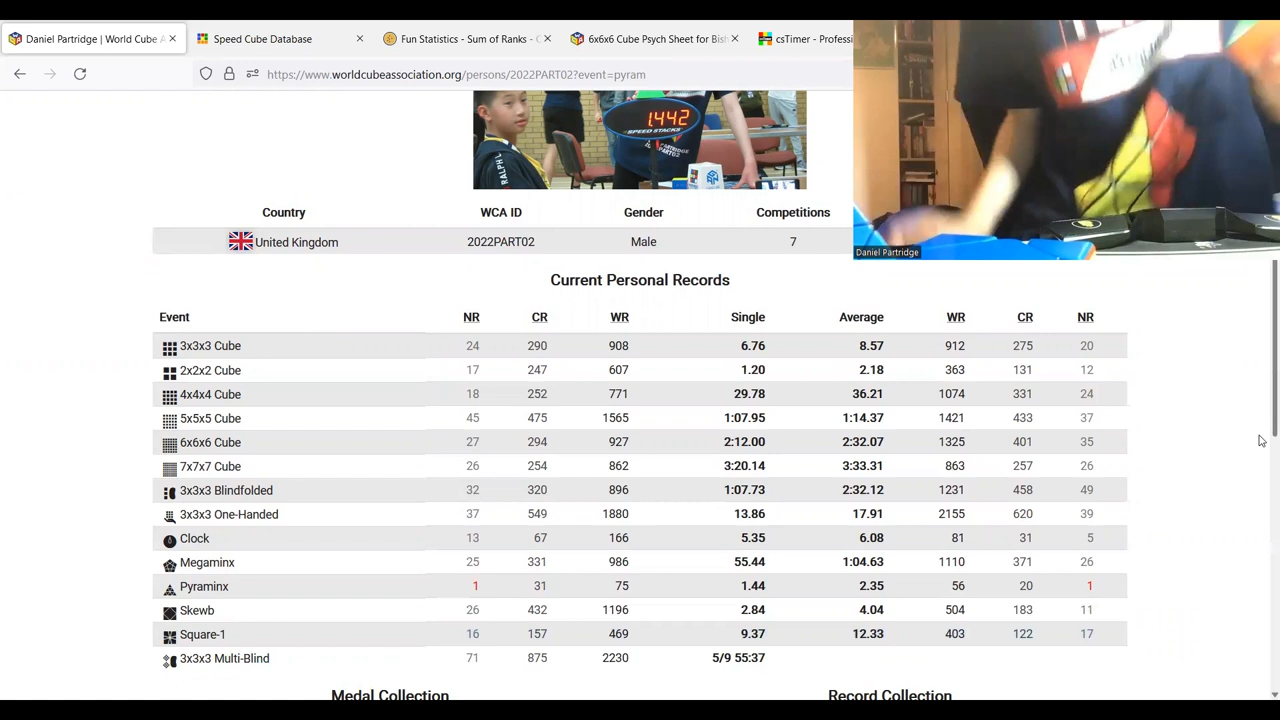 Daniel Partridge | World Cube A
Speed Cube Database
Fun Statistics - Sum of Ranks - C
6x6x6 Cube Psych Sheet for Bish
csTimer - Professi
https://www.worldcubeassociation.org/persons/2022PART02?event=pyram
1.442
SPEED STACKS
PARTRIDGE
RALPH
Daniel Partridge
Country WCA ID Gender Competitions
United Kingdom 2022PART02 Male 7
Current Personal Records
Event NR CR WR Single Average WR CR NR
3x3x3 Cube 24 290 908 6.76 8.57 912 275 20
2x2x2 Cube 17 247 607 1.20 2.18 363 131 12
4x4x4 Cube 18 252 771 29.78 36.21 1074 331 24
5x5x5 Cube 45 475 1565 1:07.95 1:14.37 1421 433 37
6x6x6 Cube 27 294 927 2:12.00 2:32.07 1325 401 35
7x7x7 Cube 26 254 862 3:20.14 3:33.31 863 257 26
3x3x3 Blindfolded 32 320 896 1:07.73 2:32.12 1231 458 49
3x3x3 One-Handed 37 549 1880 13.86 17.91 2155 620 39
Clock 13 67 166 5.35 6.08 81 31 5
Megaminx 25 331 986 55.44 1:04.63 1110 371 26
Pyraminx 1 31 75 1.44 2.35 56 20 1
Skewb 26 432 1196 2.84 4.04 504 183 11
Square-1 16 157 469 9.37 12.33 403 122 17
3x3x3 Multi-Blind 71 875 2230 5/9 55:37
Medal Collection Record Collection